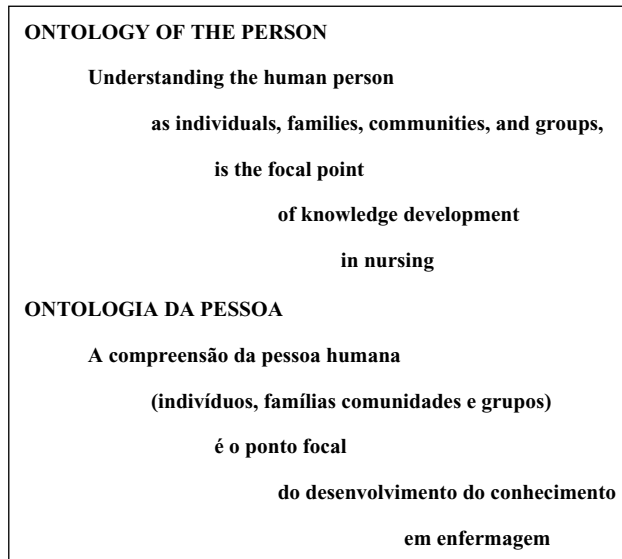 ONTOLOGY OF THE PERSON
Understanding the human person
as individuals, families, communities, and groups,
is the focal point
of knowledge development
in nursing
ONTOLOGIA DA PESSOA
A compreensão da pessoa humana
(indivíduos, famílias comunidades e grupos)
é o ponto focal
do desenvolvimento do conhecimento
em enfermagem